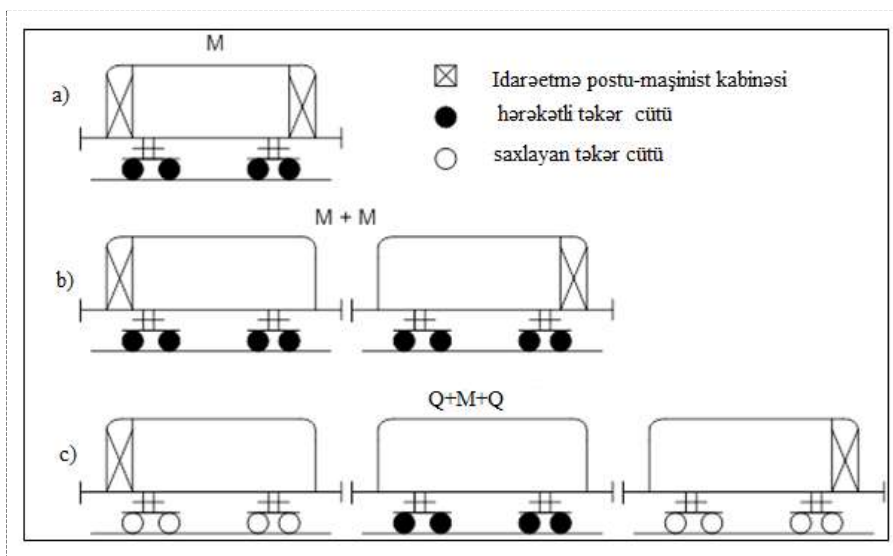 M
a)
Idarəetmə postu-maşinist kabinəsi
hərəkətli təkər cütü
saxlayan təkər cütü
M + M
b)
Q+M+Q
c)